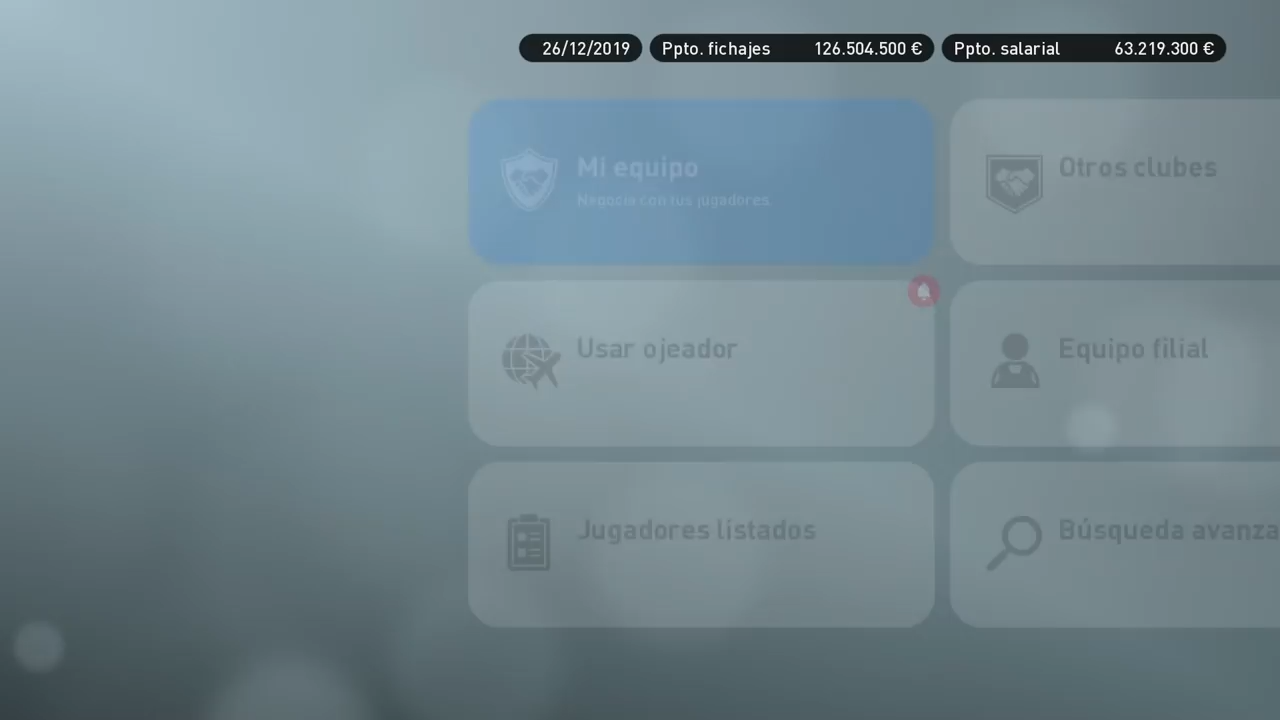 26/12/2019 Ppto. fichajes 126.504.500 € Ppto. salarial 63.219.300 €
Mi equipo
Negocia con tus jugadores.
Otros clubes
Usar ojeador
Equipo filial
Jugadores listados
Búsqueda avanza